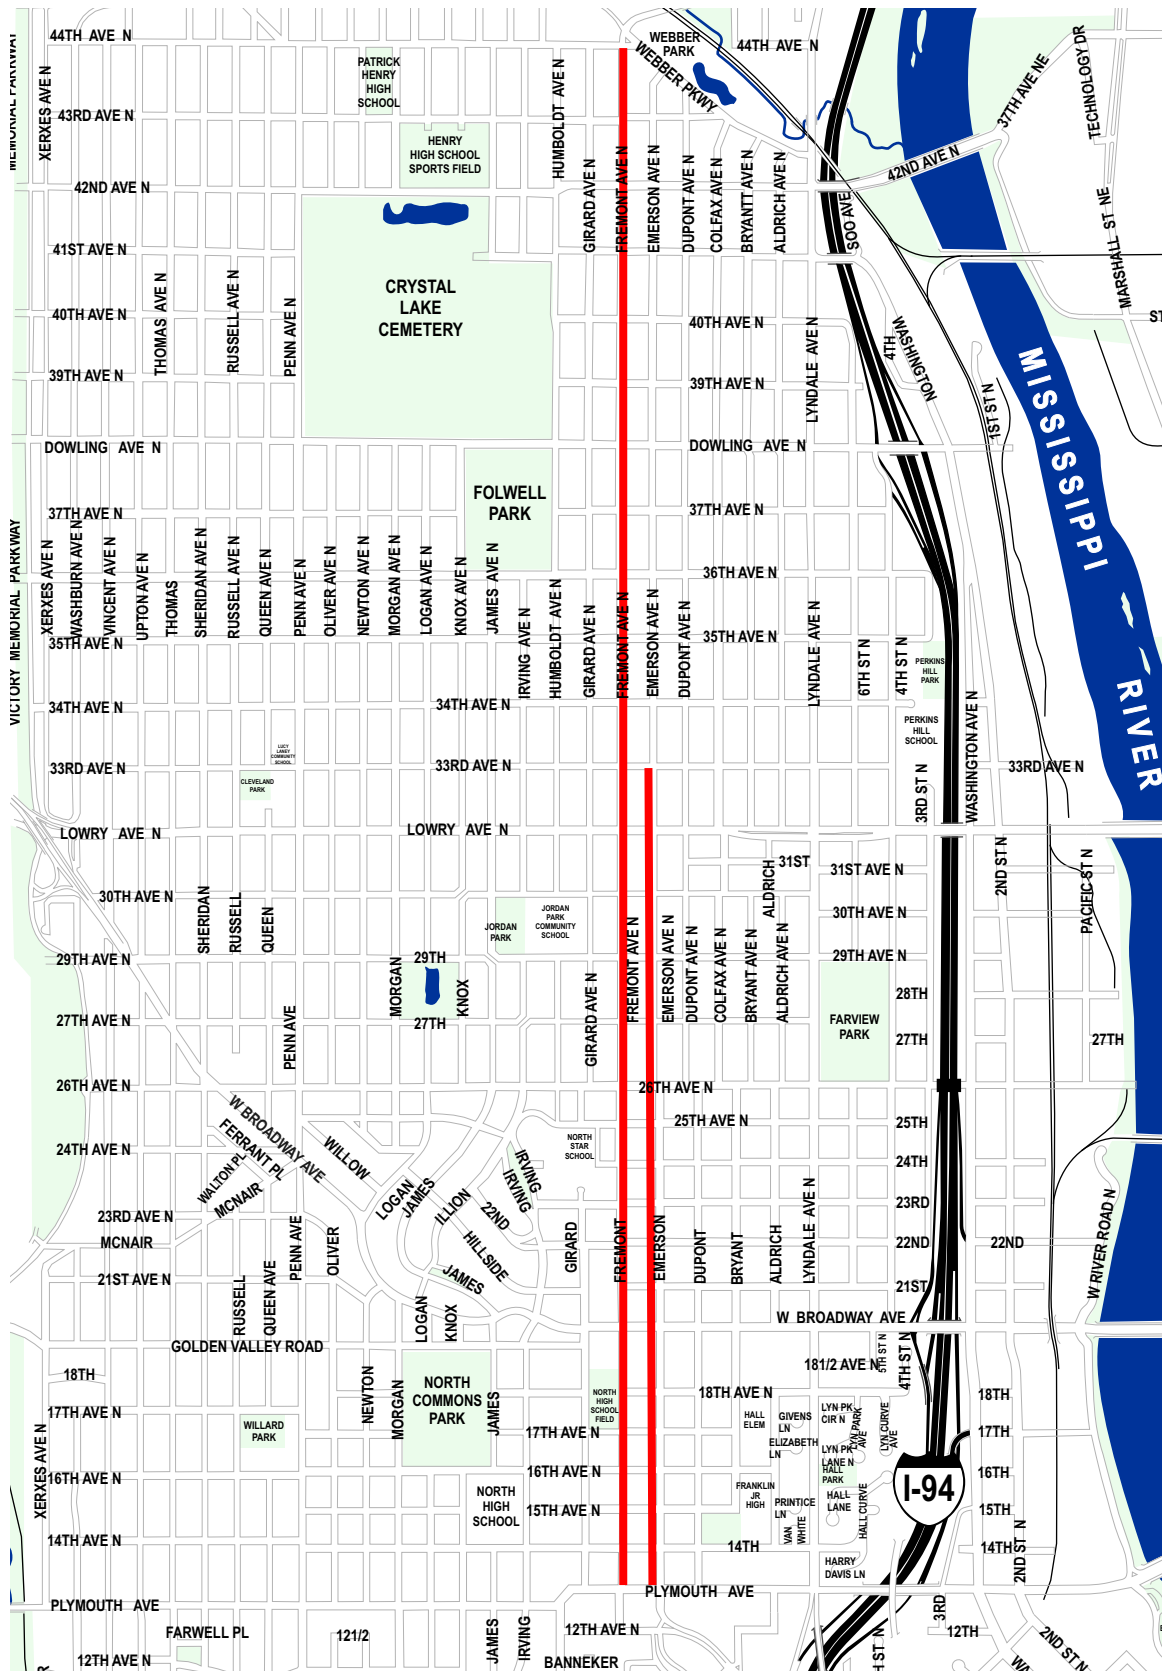 44TH AVE N
WEBBER
PARK
44TH AVE N
WEBBER PKWY
37TH AVE NE
TECHNOLOGY DR
MEMORIAL PARKWAY
XERXES AVE N
PATRICK
HENRY
HIGH
SCHOOL
43RD AVE N
HUMBOLDT AVE N
HENRY
HIGH SCHOOL
SPORTS FIELD
42ND AVE N
42ND AVE N
GIRARD AVE N
FREMONT AVE N
EMERSON AVE N
DUPONT AVE N
COLFAX AVE N
BRYANTT AVE N
ALDRICH AVE N
SOO AVE
MARSHALL ST NE
41ST AVE N
CRYSTAL
LAKE
CEMETERY
THOMAS AVE N
RUSSELL AVE N
PENN AVE N
40TH AVE N
40TH AVE N
LYNDALE AVE N
4TH
WASHINGTON
ST
39TH AVE N
39TH AVE N
1ST ST N
MISSISSIPPI
RIVER
DOWLING AVE N
DOWLING AVE N
FOLWELL
PARK
37TH AVE N
37TH AVE N
VICTORY MEMORIAL PARKWAY
XERXES AVE N
WASHBURN AVE N
VINCENT AVE N
UPTON AVE N
THOMAS
SHERIDAN AVE N
RUSSELL AVE N
QUEEN AVE N
PENN AVE N
OLIVER AVE N
NEWTON AVE N
MORGAN AVE N
LOGAN AVE N
KNOX AVE N
JAMES AVE N
36TH AVE N
IRVING AVE N
HUMBOLDT AVE N
GIRARD AVE N
FREMONT AVE N
EMERSON AVE N
DUPONT AVE N
LYNDALE AVE N
6TH ST N
4TH ST N
35TH AVE N
35TH AVE N
PERKINS
HILL
PARK
34TH AVE N
34TH AVE N
PERKINS
HILL
SCHOOL
WASHINGTON AVE N
LUCY
LANEY
COMMUNITY
SCHOOL
33RD AVE N
33RD AVE N
33RD AVE N
CLEVELAND
PARK
3RD ST N
LOWRY AVE N
LOWRY AVE N
31ST
31ST AVE N
2ND ST N
PACIFIC ST N
30TH AVE N
SHERIDAN
RUSSELL
QUEEN
JORDAN
PARK
JORDAN
PARK
COMMUNITY
SCHOOL
ALDRICH
30TH AVE N
29TH AVE N
29TH
29TH AVE N
MORGAN
KNOX
GIRARD AVE N
FREMONT AVE N
EMERSON AVE N
DUPONT AVE N
COLFAX AVE N
BRYANT AVE N
ALDRICH AVE N
28TH
FARVIEW
PARK
27TH AVE N
27TH
27TH
27TH
PENN AVE
26TH AVE N
26TH AVE N
W BROADWAY AVE
FERRANT PL
WALTON PL
MCNAIR
WILLOW
25TH AVE N
25TH
NORTH
STAR
SCHOOL
24TH AVE N
24TH
IRVING
IRVING
LOGAN
JAMES
ILLION
22ND
HILLSIDE
JAMES
23RD AVE N
23RD
MCNAIR
22ND
22ND
PENN AVE
OLIVER
GIRARD
FREMONT
EMERSON
DUPONT
BRYANT
ALDRICH
LYNDALE AVE N
W RIVER ROAD N
21ST AVE N
21ST
RUSSELL
QUEEN AVE
LOGAN
KNOX
W BROADWAY AVE
GOLDEN VALLEY ROAD
5TH ST N
4TH ST N
181/2 AVE N
18TH
NEWTON
MORGAN
NORTH
COMMONS
PARK
JAMES
NORTH
HIGH
SCHOOL
FIELD
18TH AVE N
18TH
17TH AVE N
WILLARD
PARK
17TH AVE N
HALL
ELEM
GIVENS
LN
ELIZABETH
LN
LYN PK
CIR N
LYN PARK
AVE
LYN CURVE
AVE
17TH
LYN PK
LANE N
HALL
PARK
XERXES AVE N
16TH AVE N
16TH AVE N
16TH
NORTH
HIGH
SCHOOL
FRANKLIN
JR
HIGH
PRINTICE
LN
HALL
LANE
HALL CURVE
I-94
15TH AVE N
15TH
VAN
WHITE
14TH AVE N
14TH
14TH
2ND ST N
HARRY
DAVIS LN
PLYMOUTH AVE
PLYMOUTH AVE
3RD
FARWELL PL
121/2
JAMES
IRVING
12TH AVE N
12TH
2ND ST N
12TH AVE N
BANNEKER